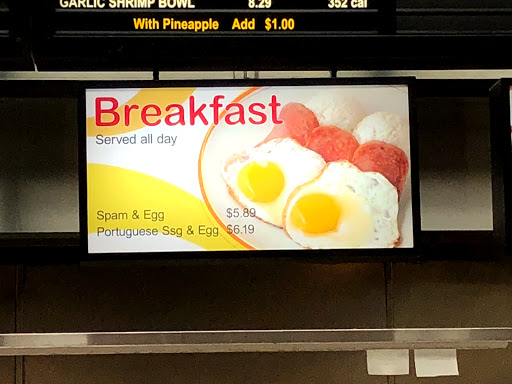 GARLIC SHRIMP BOWL 8.29 352 cal
With Pineapple Add $1.00
Breakfast
Served all day
Spam & Egg $5.89
Portuguese Ssg & Egg $6.19